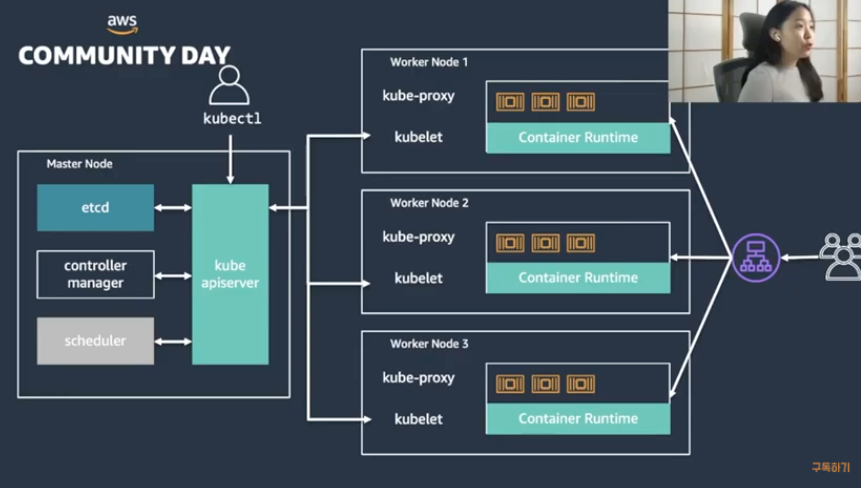 aws
COMMUNITY DAY
kubectl
Master Node
etcd
controller
manager
scheduler
kube
apiserver
Worker Node 1
kube-proxy
kubelet
Container Runtime
Worker Node 2
kube-proxy
kubelet
Container Runtime
Worker Node 3
kube-proxy
kubelet
Container Runtime
구독하기